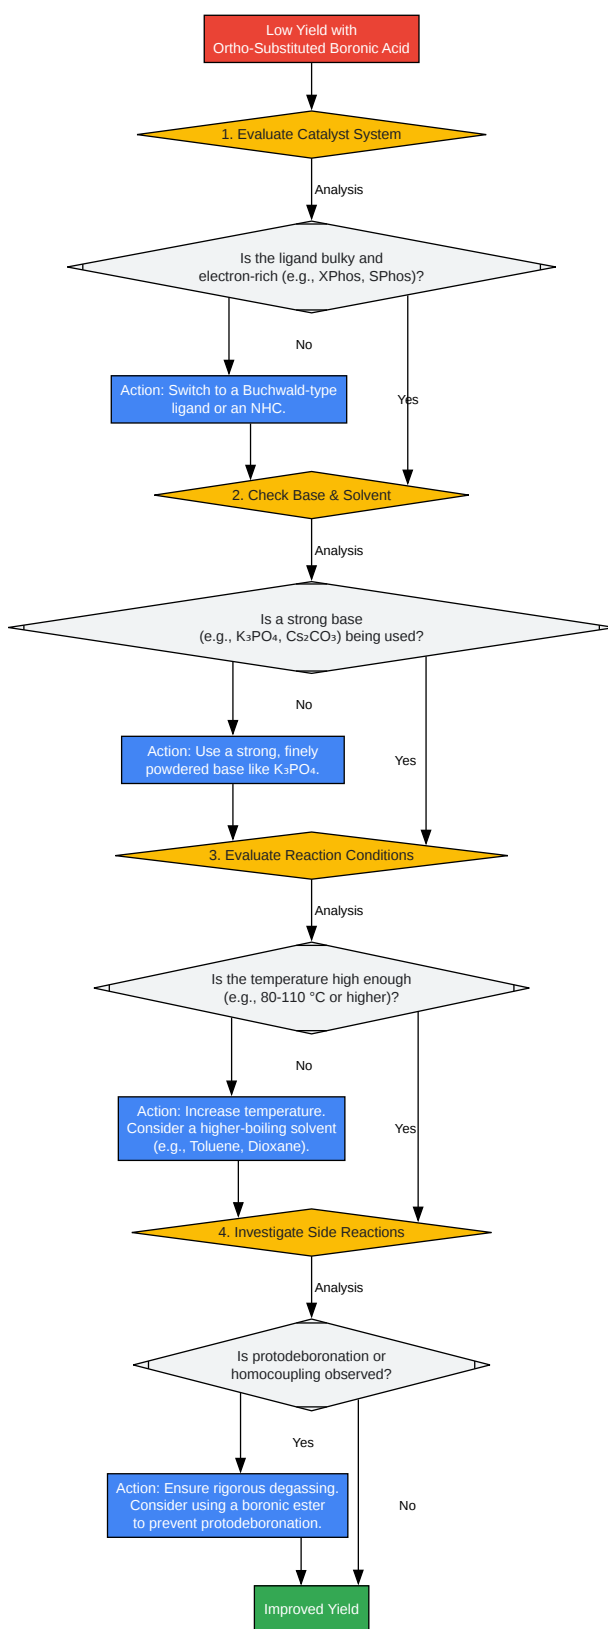 Low Yield with
Ortho-Substituted Boronic Acid
1. Evaluate Catalyst System
Analysis
Is the ligand bulky and
electron-rich (e.g., XPhos, SPhos)?
No
Action: Switch to a Buchwald-type
ligand or an NHC.
Yes
2. Check Base & Solvent
Analysis
Is a strong base
(e.g., K₃PO₄, Cs₂CO₃) being used?
No
Action: Use a strong, finely
powdered base like K₃PO₄.
Yes
3. Evaluate Reaction Conditions
Analysis
Is the temperature high enough
(e.g., 80-110 °C or higher)?
No
Action: Increase temperature.
Consider a higher-boiling solvent
(e.g., Toluene, Dioxane).
Yes
4. Investigate Side Reactions
Analysis
Is protodeboronation or
homocoupling observed?
Yes
Action: Ensure rigorous degassing.
Consider using a boronic ester
to prevent protodeboronation.
No
Improved Yield